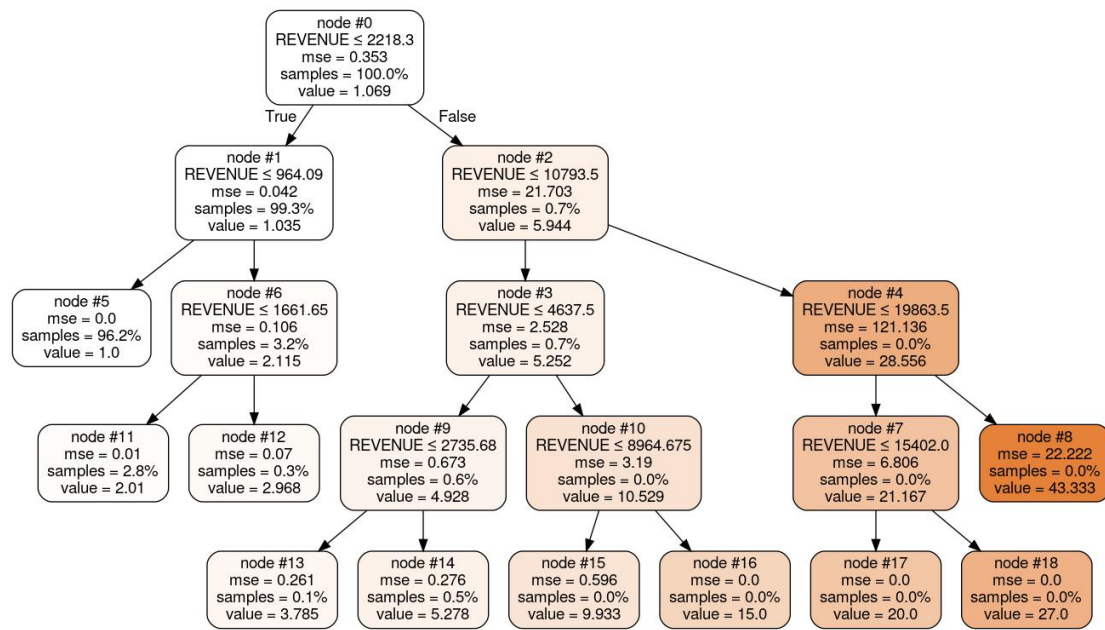 node #0
REVENUE ≤ 2218.3
mse = 0.353
samples = 100.0%
value = 1.069
True
False
node #1
REVENUE ≤ 964.09
mse = 0.042
samples = 99.3%
value = 1.035
node #2
REVENUE ≤ 10793.5
mse = 21.703
samples = 0.7%
value = 5.944
node #5
mse = 0.0
samples = 96.2%
value = 1.0
node #6
REVENUE ≤ 1661.65
mse = 0.106
samples = 3.2%
value = 2.115
node #3
REVENUE ≤ 4637.5
mse = 2.528
samples = 0.7%
value = 5.252
node #4
REVENUE ≤ 19863.5
mse = 121.136
samples = 0.0%
value = 28.556
node #11
mse = 0.01
samples = 2.8%
value = 2.01
node #12
mse = 0.07
samples = 0.3%
value = 2.968
node #9
REVENUE ≤ 2735.68
mse = 0.673
samples = 0.6%
value = 4.928
node #10
REVENUE ≤ 8964.675
mse = 3.19
samples = 0.0%
value = 10.529
node #7
REVENUE ≤ 15402.0
mse = 6.806
samples = 0.0%
value = 21.167
node #8
mse = 22.222
samples = 0.0%
value = 43.333
node #13
mse = 0.261
samples = 0.1%
value = 3.785
node #14
mse = 0.276
samples = 0.5%
value = 5.278
node #15
mse = 0.596
samples = 0.0%
value = 9.933
node #16
mse = 0.0
samples = 0.0%
value = 15.0
node #17
mse = 0.0
samples = 0.0%
value = 20.0
node #18
mse = 0.0
samples = 0.0%
value = 27.0